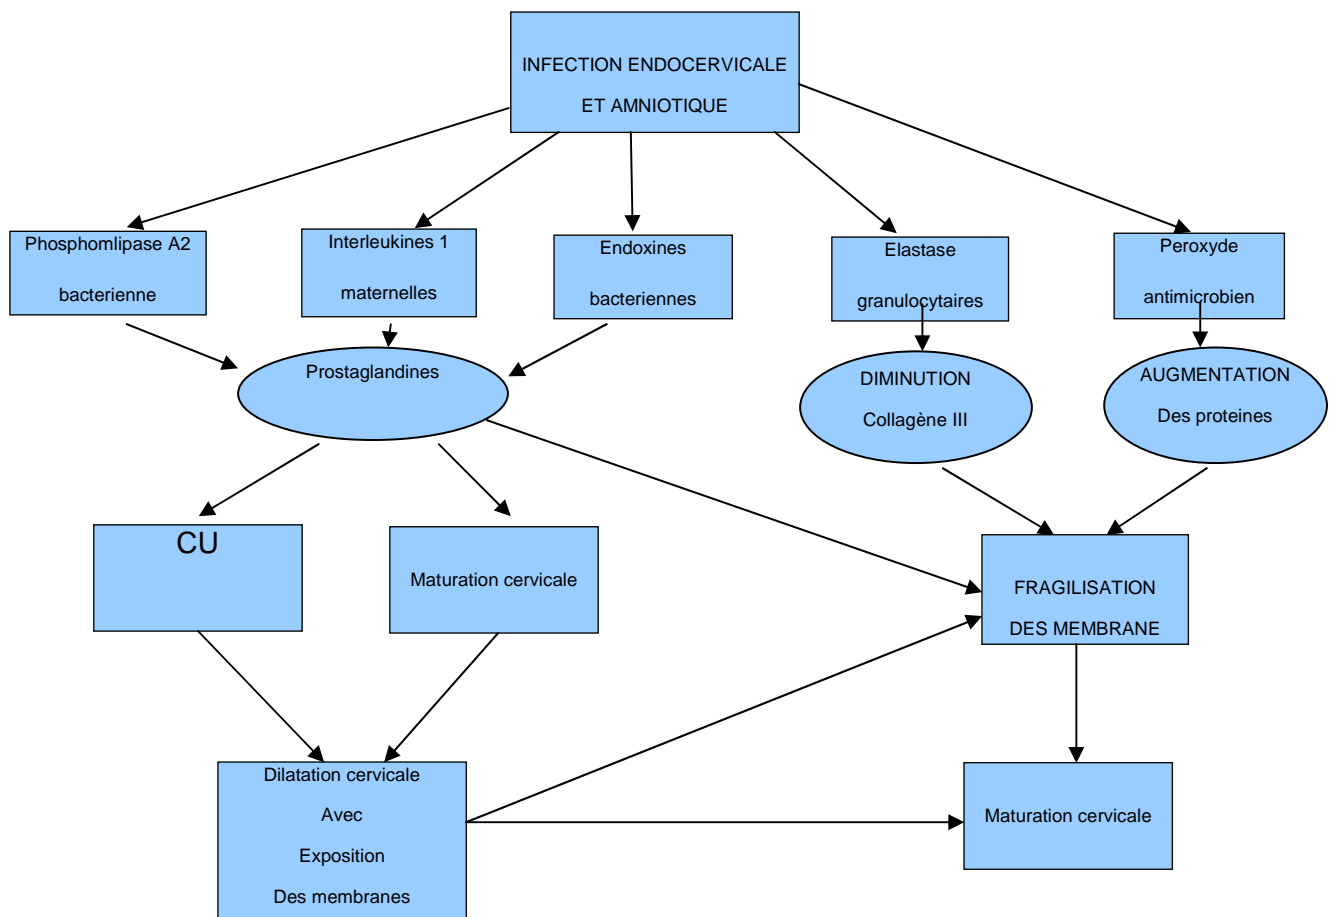 INFECTION ENDOCERVICALE
ET AMNIOTIQUE
Phosphomlipase A2
bacterienne
Interleukines 1
maternelles
Endoxines
bacteriennes
Elastase
granulocytaires
Peroxyde
antimicrobien
Prostaglandines
DIMINUTION
Collagène III
AUGMENTATION
Des proteines
CU
Maturation cervicale
FRAGILISATION
DES MEMBRANE
Dilatation cervicale
Avec
Exposition
Des membranes
Maturation cervicale